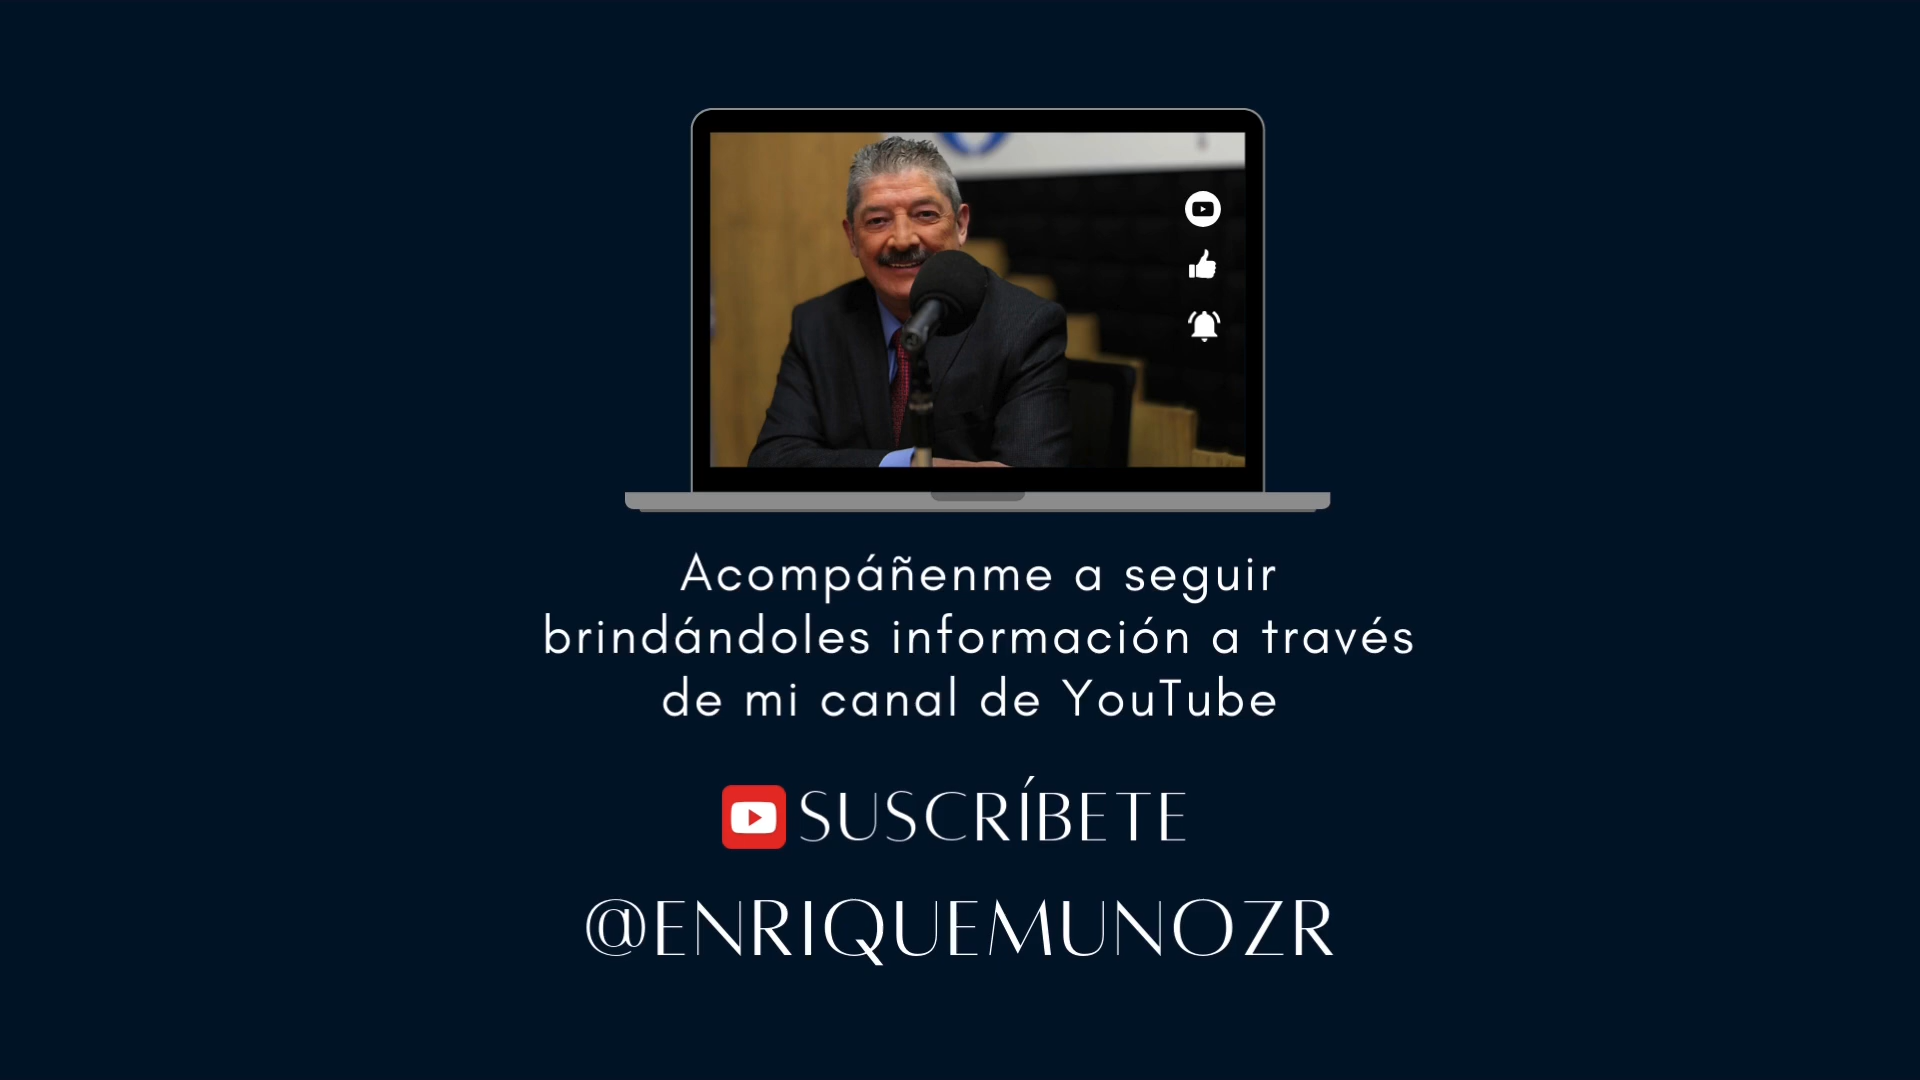 Acompáñenme a seguir
brindándoles información a través
de mi canal de YouTube
SUSCRÍBETE
@ENRIQUEMUNOZR